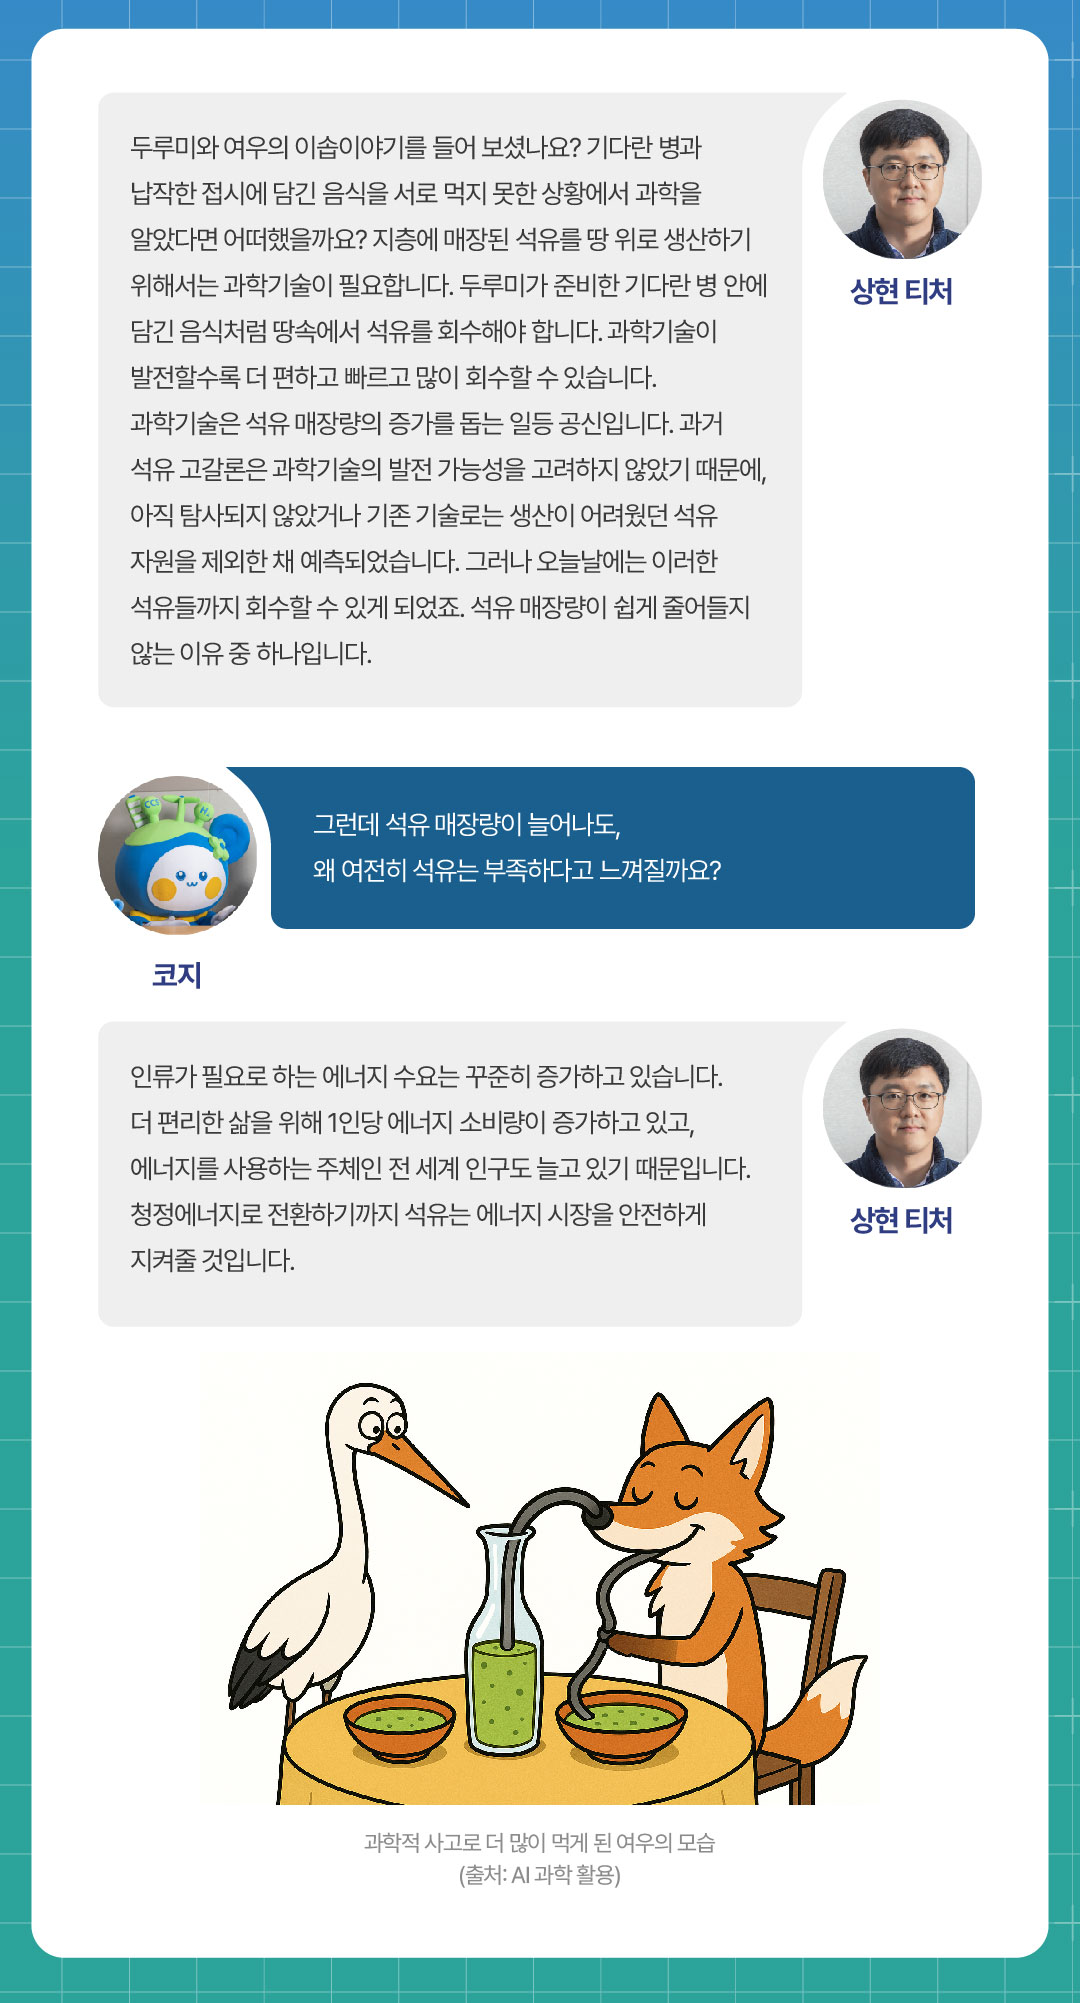 두루미와 여우의 이솝이야기를 들어 보셨나요? 기다란 병과
납작한 접시에 담긴 음식을 서로 먹지 못한 상황에서 과학을
알았다면 어떠했을까요? 지층에 매장된 석유를 땅 위로 생산하기
위해서는 과학기술이 필요합니다. 두루미가 준비한 기다란 병 안에
담긴 음식처럼 땅속에서 석유를 회수해야 합니다. 과학기술이
발전할수록 더 편하고 빠르고 많이 회수할 수 있습니다.
과학기술은 석유 매장량의 증가를 돕는 일등 공신입니다. 과거
석유 고갈론은 과학기술의 발전 가능성을 고려하지 않았기 때문에,
아직 탐사되지 않았거나 기존 기술로는 생산이 어려웠던 석유
자원을 제외한 채 예측되었습니다. 그러나 오늘날에는 이러한
석유들까지 회수할 수 있게 되었죠. 석유 매장량이 쉽게 줄어들지
않는 이유 중 하나입니다.
상현 티처
CCS
H₂
그런데 석유 매장량이 늘어나도,
왜 여전히 석유는 부족하다고 느껴질까요?
코지
인류가 필요로 하는 에너지 수요는 꾸준히 증가하고 있습니다.
더 편리한 삶을 위해 1인당 에너지 소비량이 증가하고 있고,
에너지를 사용하는 주체인 전 세계 인구도 늘고 있기 때문입니다.
청정에너지로 전환하기까지 석유는 에너지 시장을 안전하게
지켜줄 것입니다.
상현 티처
과학적 사고로 더 많이 먹게 된 여우의 모습
(출처: AI 과학 활용)